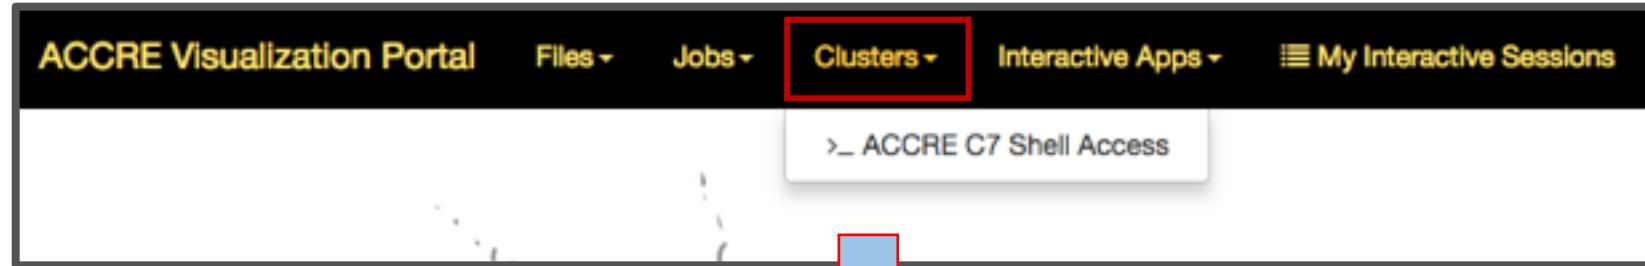 ACCRE Visualization Portal Files Jobs Clusters Interactive Apps My Interactive Sessions
>_ ACCRE C7 Shell Access